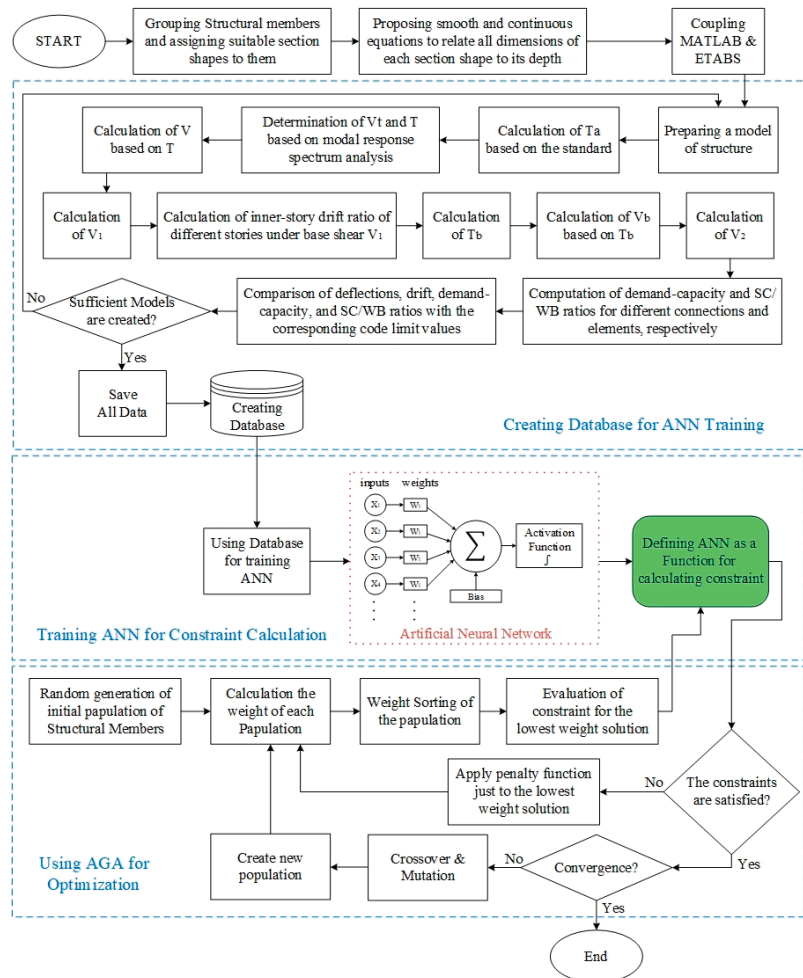 START
Grouping Structural members
and assigning suitable section
shapes to them
Proposing smooth and continuous
equations to relate all dimensions of
each section shape to its depth
Coupling
MATLAB &
ETABS
Calculation of V
based on T
Determination of Vt and T
based on modal response
spectrum analysis
Calculation of Ta
based on the standard
Preparing a model
of structure
Calculation
of V1
Calculation of inner-story drift ratio of
different stories under base shear V1
Calculation
of Tb
Calculation of Vb
based on Tb
Calculation
of V2
No
Sufficient Models
are created?
Comparison of deflections, drift, demand-
capacity, and SC/WB ratios with the
corresponding code limit values
Computation of demand-capacity and SC/
WB ratios for different connections and
elements, respectively
Yes
Save
All Data
Creating
Database
Creating Database for ANN Training
inputs weights
X1 W1
X2 W1
X3 W1
X4 W1
∑
Bias
Activation
Function
∫
Using Database
for training
ANN
Defining ANN as a
Function for
calculating constraint
Training ANN for Constraint Calculation
Artificial Neural Network
Random generation of
initial papulation of
Structural Members
Calculation the
weight of each
Papulation
Weight Sorting of
the papulation
Evaluation of
constraint for the
lowest weight solution
Apply penalty function
just to the lowest
weight solution
No
The constraints
are satisfied?
Yes
Using AGA for
Optimization
Create new
population
Crossover &
Mutation
No
Convergence?
Yes
End